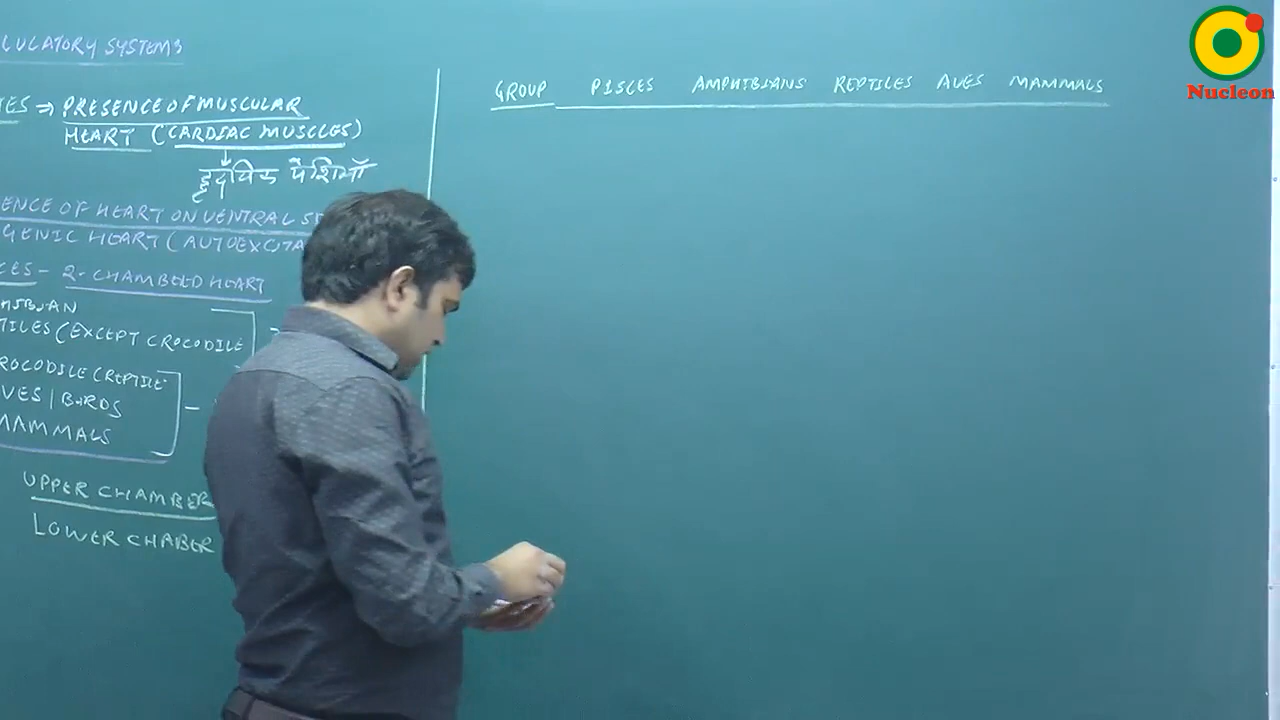 LULATORY SYSTEMS
TES ⇒ PRESENCE OF MUSCULAR
HEART (CARDIAC MUSCLES)
हृदयिक पेशियाँ
ENCE OF HEART ON VENTRAL
GENIC HEART (AUTOEXCITA
CES - 2-CHAMBERED HEART
HIBIAN
TILES (EXCEPT CROCODILE
ROCODILE (REPTILE
VES | BIRDS
MAMMALS
UPPER CHAMBER
LOWER CHABER
GROUP PISCES AMPHIBIANS REPTILES AVES MAMMALS
Nucleon